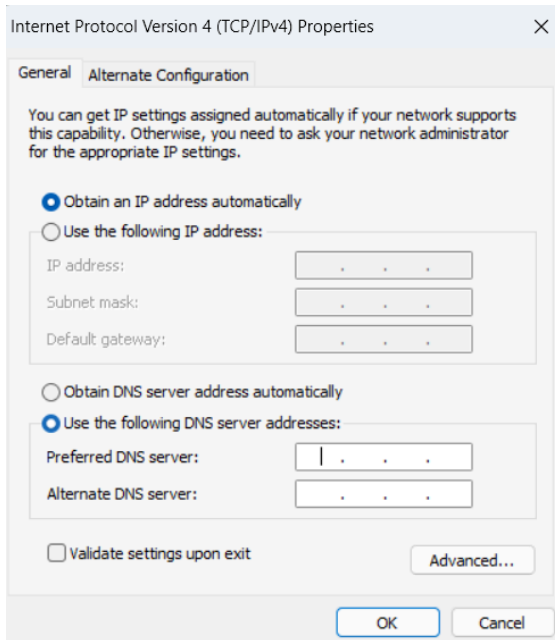 Internet Protocol Version 4 (TCP/IPv4) Properties
General
Alternate Configuration
You can get IP settings assigned automatically if your network supports
this capability. Otherwise, you need to ask your network administrator
for the appropriate IP settings.
Obtain an IP address automatically
Use the following IP address:
IP address:
Subnet mask:
Default gateway:
Obtain DNS server address automatically
Use the following DNS server addresses:
Preferred DNS server:
Alternate DNS server:
Validate settings upon exit
Advanced...
OK
Cancel